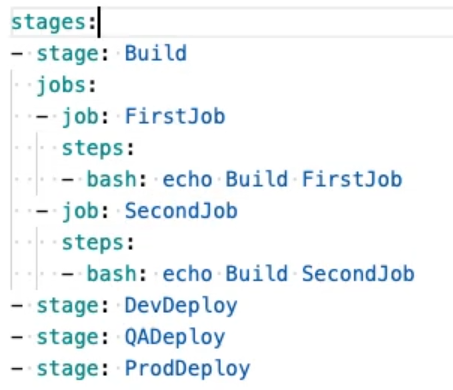 stages:
- stage: Build
  jobs:
  - job: FirstJob
    steps:
    - bash: echo Build FirstJob
  - job: SecondJob
    steps:
    - bash: echo Build SecondJob
- stage: DevDeploy
- stage: QADeploy
- stage: ProdDeploy